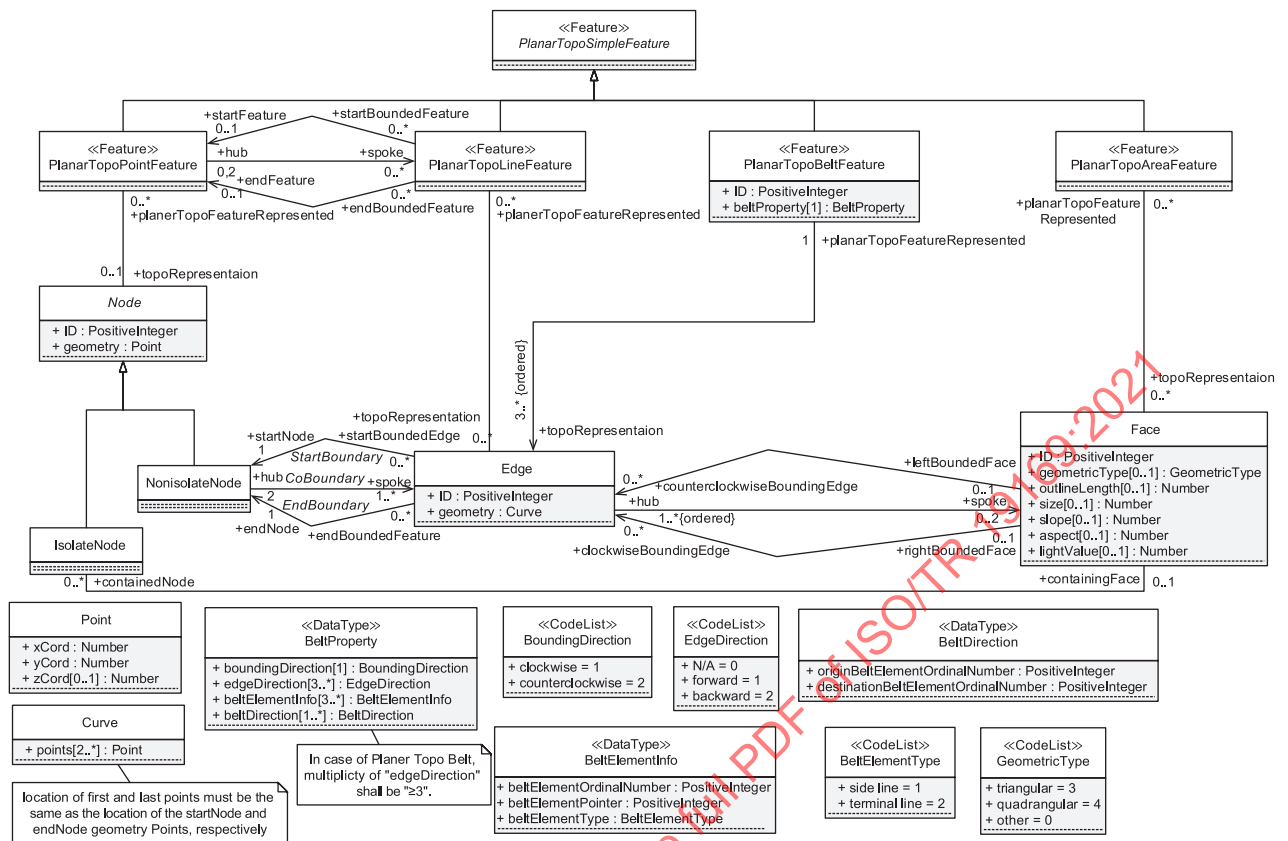 ≪Feature≫
PlanarTopoSimpleFeature
+startFeature
0..1
+startBoundedFeature
0..*
≪Feature≫
PlanarTopoPointFeature
+hub
0,2
+spoke
0..*
+endFeature
0..1
0..*
+endBoundedFeature
≪Feature≫
PlanarTopoLineFeature
≪Feature≫
PlanarTopoBeltFeature
+ ID : PositiveInteger
+ beltProperty[1] : BeltProperty
≪Feature≫
PlanarTopoAreaFeature
0..*
+planerTopoFeatureRepresented
0..*
+planerTopoFeatureRepresented
1
+planarTopoFeatureRepresented
+planarTopoFeature
Represented
0..*
0..1
+topoRepresentaion
Node
+ ID : PositiveInteger
+ geometry : Point
3..* {ordered}
+topoRepresentaion
+topoRepresentation
0..*
+topoRepresentaion
0..*
+startNode
1
+startBoundedEdge
0..*
StartBoundary
NonisolateNode
+hub
CoBoundary
+spoke
2
1..*
EndBoundary
1
+endNode
0..*
+endBoundedFeature
Edge
+ ID : PositiveInteger
+ geometry : Curve
+leftBoundedFace
0..1
0..*
+counterclockwiseBoundingEdge
+hub
1..*{ordered}
+spoke
0..2
0..*
+clockwiseBoundingEdge
0..1
+rightBoundedFace
Face
+ ID : PositiveInteger
+ geometricType[0..1] : GeometricType
+ outlineLength[0..1] : Number
+ size[0..1] : Number
+ slope[0..1] : Number
+ aspect[0..1] : Number
+ lightValue[0..1] : Number
IsolateNode
0..*
+containedNode
+containingFace
0..1
Point
+ xCord : Number
+ yCord : Number
+ zCord[0..1] : Number
≪DataType≫
BeltProperty
+ boundingDirection[1] : BoundingDirection
+ edgeDirection[3..*] : EdgeDirection
+ beltElementInfo[3..*] : BeltElementInfo
+ beltDirection[1..*] : BeltDirection
≪CodeList≫
BoundingDirection
+ clockwise = 1
+ counterclockwise = 2
≪CodeList≫
EdgeDirection
+ N/A = 0
+ forward = 1
+ backward = 2
≪DataType≫
BeltDirection
+ originBeltElementOrdinalNumber : PositiveInteger
+ destinationBeltElementOrdinalNumber : PositiveInteger
Curve
+ points[2..*] : Point
location of first and last points must be the
same as the location of the startNode and
endNode geometry Points, respectively
In case of Planer Topo Belt,
multiplicty of "edgeDirection"
shall be "≥3".
≪DataType≫
BeltElementInfo
+ beltElementOrdinalNumber : PositiveInteger
+ beltElementPointer : PositiveInteger
+ beltElementType : BeltElementType
≪CodeList≫
BeltElementType
+ side line = 1
+ terminal line = 2
≪CodeList≫
GeometricType
+ triangular = 3
+ quadrangular = 4
+ other = 0
full PDF of ISO/TR 19169:2021